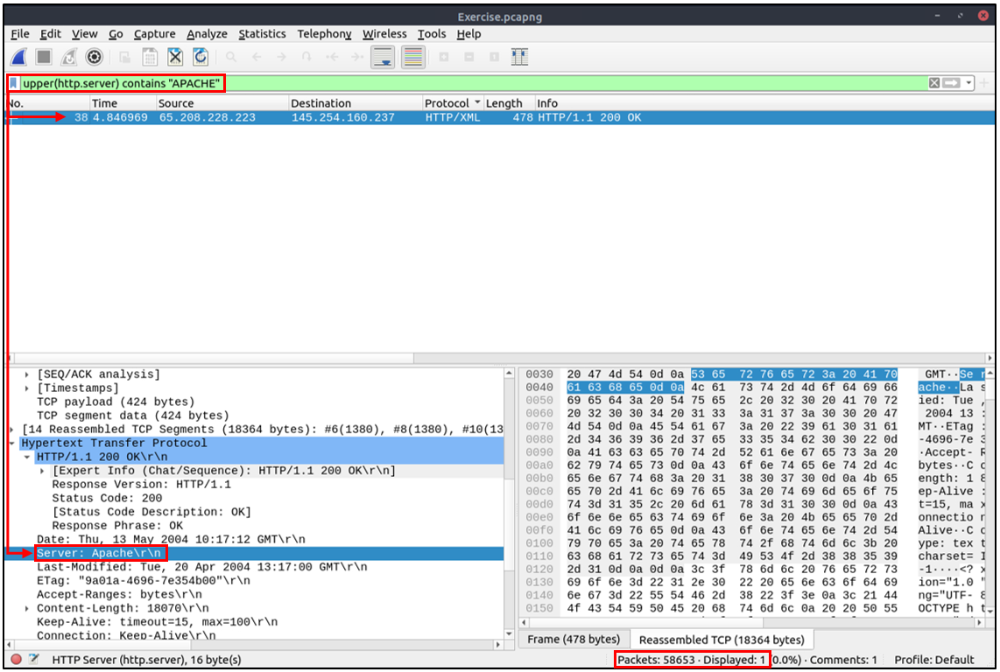 Exercise.pcapng
File Edit View Go Capture Analyze Statistics Telephony Wireless Tools Help
upper(http.server) contains "APACHE"
No. Time Source Destination Protocol Length Info
38 4.846969 65.208.228.223 145.254.160.237 HTTP/XML 478 HTTP/1.1 200 OK
[SEQ/ACK analysis]
[Timestamps]
TCP payload (424 bytes)
TCP segment data (424 bytes)
[14 Reassembled TCP Segments (18364 bytes): #6(1380), #8(1380), #10(13
Hypertext Transfer Protocol
HTTP/1.1 200 OK\r\n
[Expert Info (Chat/Sequence): HTTP/1.1 200 OK\r\n]
Response Version: HTTP/1.1
Status Code: 200
[Status Code Description: OK]
Response Phrase: OK
Date: Thu, 13 May 2004 10:17:12 GMT\r\n
Server: Apache\r\n
Last-Modified: Tue, 20 Apr 2004 13:17:00 GMT\r\n
ETag: "9a01a-4696-7e354b00"\r\n
Accept-Ranges: bytes\r\n
Content-Length: 18070\r\n
Keep-Alive: timeout=15, max=100\r\n
Connection: Keep-Alive\r\n
0030 20 47 4d 54 0d 0a 53 65 72 76 65 72 3a 20 41 70 GMT··Se r
0040 61 63 68 65 0d 0a 4c 61 73 74 2d 4d 6f 64 69 66 ache··La s
0050 69 65 64 3a 20 54 75 65 2c 20 32 30 20 41 70 72 ied: Tue ,
0060 20 32 30 30 34 20 31 33 3a 31 37 3a 30 30 20 47 2004 13 :
0070 4d 54 0d 0a 45 54 61 67 3a 20 22 39 61 30 31 61 MT··ETag :
0080 2d 34 36 39 36 2d 37 65 33 35 34 62 30 30 22 0d -4696-7e 3
0090 0a 41 63 63 65 70 74 2d 52 61 6e 67 65 73 3a 20 ·Accept- R
00a0 62 79 74 65 73 0d 0a 43 6f 6e 74 65 6e 74 2d 4c bytes··C o
00b0 65 6e 67 74 68 3a 20 31 38 30 37 30 0d 0a 4b 65 ength: 1 8
00c0 65 70 2d 41 6c 69 76 65 3a 20 74 69 6d 65 6f 75 ep-Alive :
00d0 74 3d 31 35 2c 20 6d 61 78 3d 31 30 30 0d 0a 43 t=15, ma x
00e0 6f 6e 6e 65 63 74 69 6f 6e 3a 20 4b 65 65 70 2d onnectio n
00f0 41 6c 69 76 65 0d 0a 43 6f 6e 74 65 6e 74 2d 54 Alive··C o
0100 79 70 65 3a 20 74 65 78 74 2f 68 74 6d 6c 3b 20 ype: tex t
0110 63 68 61 72 73 65 74 3d 49 53 4f 2d 38 38 35 39 charset= I
0120 2d 31 0d 0a 0d 0a 3c 3f 78 6d 6c 20 76 65 72 73 -1····<? x
0130 69 6f 6e 3d 22 31 2e 30 22 20 65 6e 63 6f 64 69 ion="1.0 "
0140 6e 67 3d 22 55 54 46 2d 38 22 3f 3e 0a 3c 21 44 ng="UTF- 8
0150 4f 43 54 59 50 45 20 68 74 6d 6c 0a 20 20 50 55 OCTYPE h t
Frame (478 bytes) Reassembled TCP (18364 bytes)
HTTP Server (http.server), 16 byte(s) Packets: 58653 · Displayed: 1 (0.0%) · Comments: 1 Profile: Default